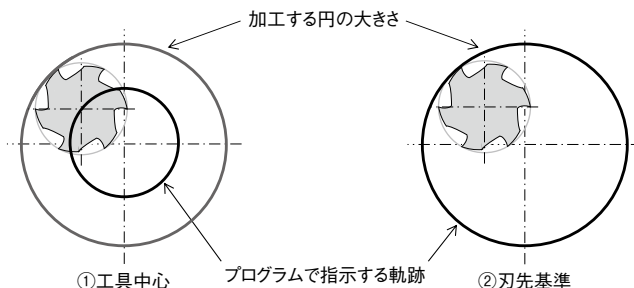 加工する円の大きさ
プログラムで指示する軌跡
①工具中心
②刃先基準